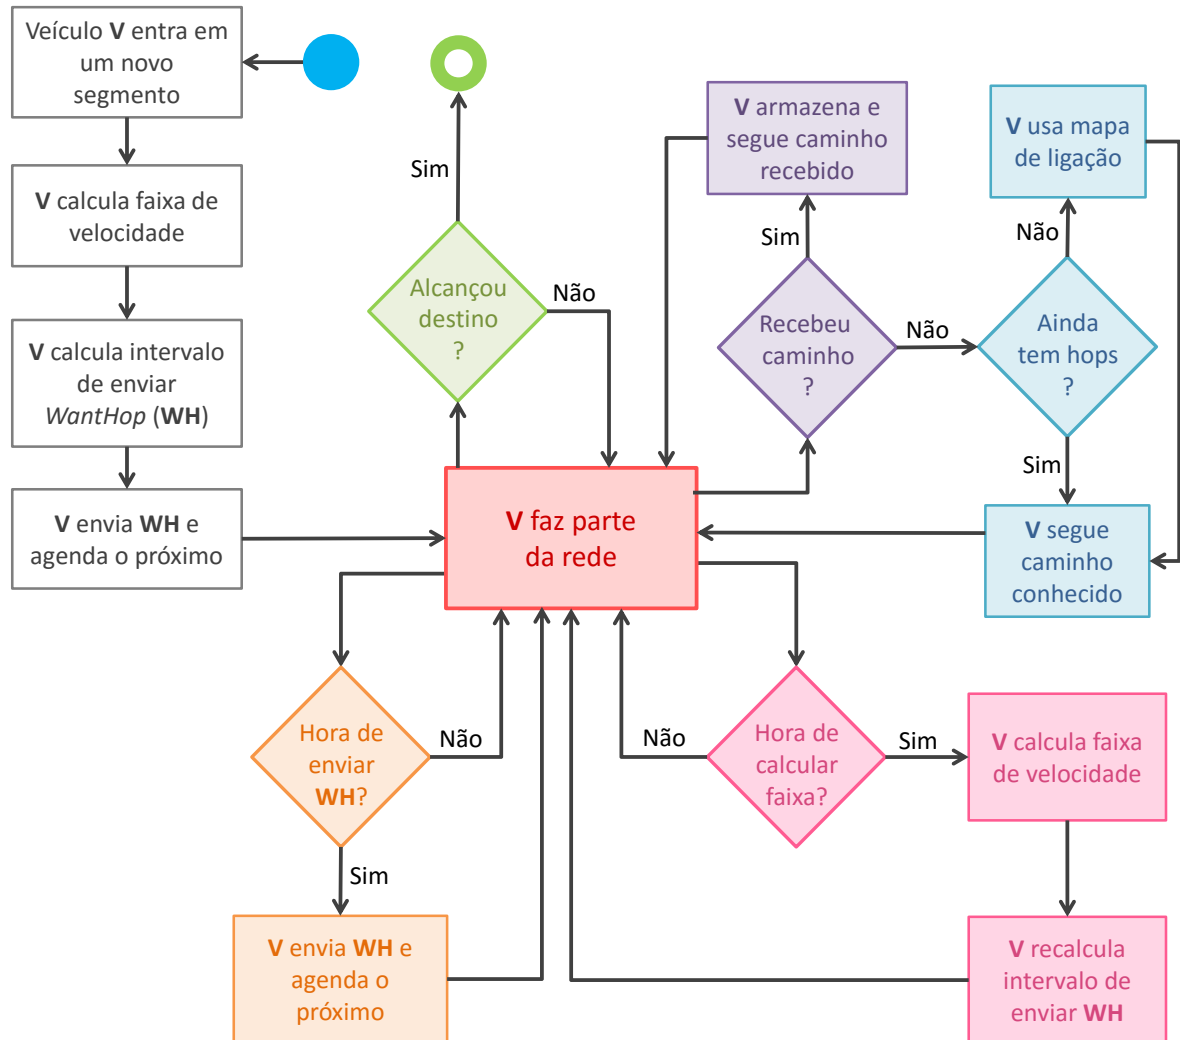 Veículo V entra em
um novo
segmento
V calcula faixa de
velocidade
V calcula intervalo
de enviar
WantHop (WH)
V envia WH e
agenda o próximo
Sim
Alcançou
destino
?
Não
V armazena e
segue caminho
recebido
Sim
Recebeu
caminho
?
Não
V usa mapa
de ligação
Não
Ainda
tem hops
?
Sim
V segue
caminho
conhecido
V faz parte
da rede
Hora de
enviar
WH?
Não
Sim
V envia WH e
agenda o
próximo
Não
Hora de
calcular
faixa?
Sim
V calcula faixa
de velocidade
V recalcula
intervalo de
enviar WH